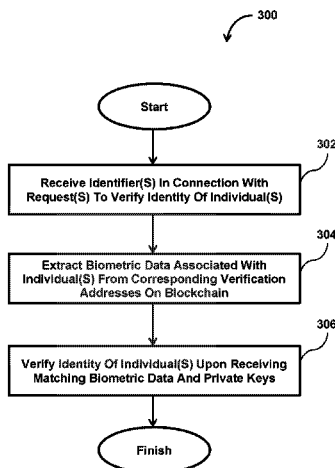 300
Start
302
Receive Identifier(S) In Connection With
Request(S) To Verify Identity Of Individual(S)
304
Extract Biometric Data Associated With
Individual(S) From Corresponding Verification
Addresses On Blockchain
306
Verify Identity Of Individual(S) Upon Receiving
Matching Biometric Data And Private Keys
Finish